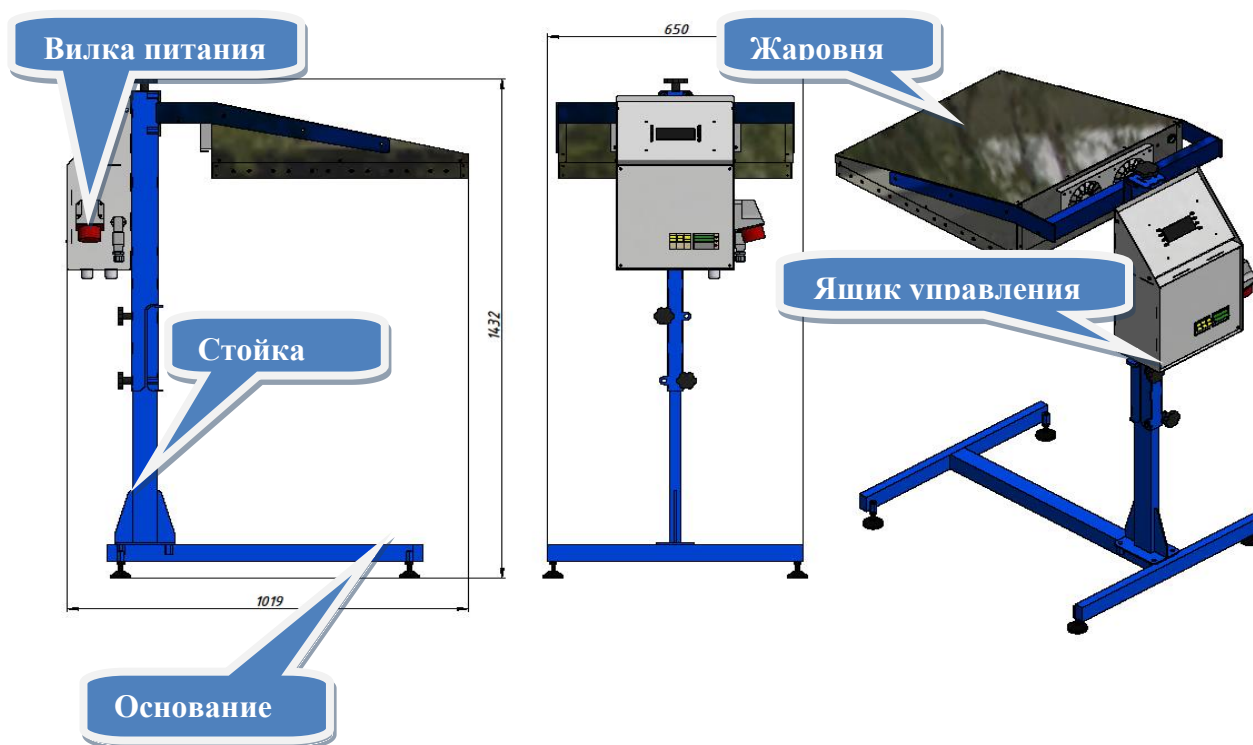 Вилка питания
650
Жаровня
Ящик управления
Стойка
1432
1019
Основание